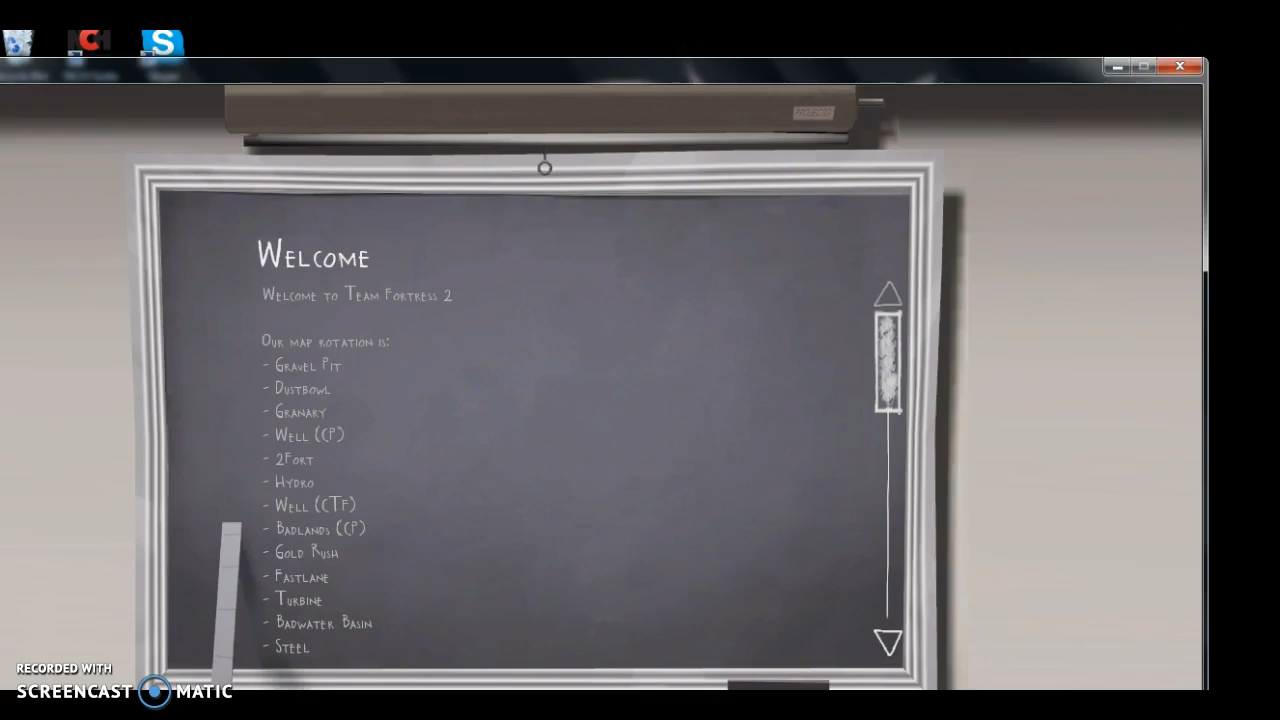 S
PROJECTO
Welcome
Welcome to Team Fortress 2
Our map rotation is:
- Gravel Pit
- Dustbowl
- Granary
- Well (CP)
- 2Fort
- Hydro
- Well (CTF)
- Badlands (CP)
- Gold Rush
- Fastlane
- Turbine
- Badwater Basin
- Steel
RECORDED WITH
SCREENCAST MATIC